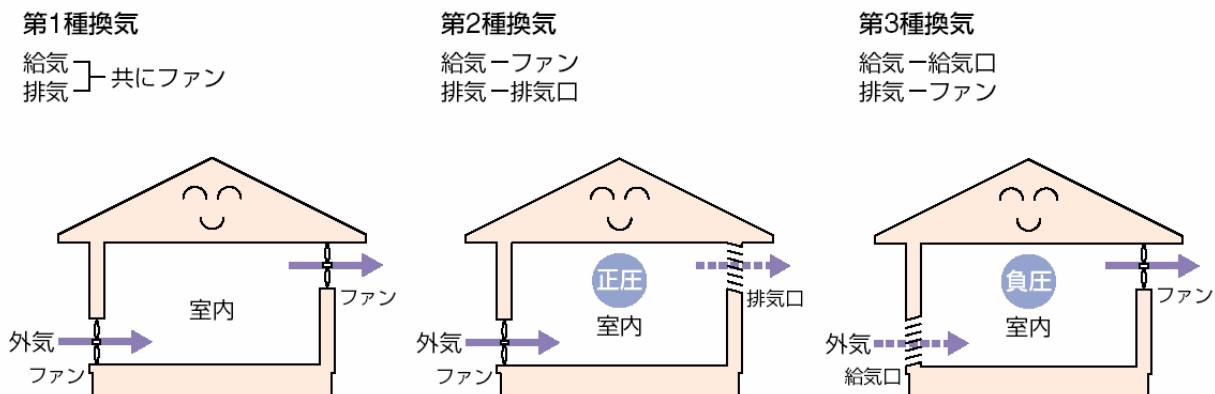 第1種換気
給気
排気
共にファン
室内
外気
ファン
ファン
第2種換気
給気ーファン
排気ー排気口
正圧
室内
排気口
外気
ファン
第3種換気
給気ー給気口
排気ーファン
負圧
室内
ファン
外気
給気口